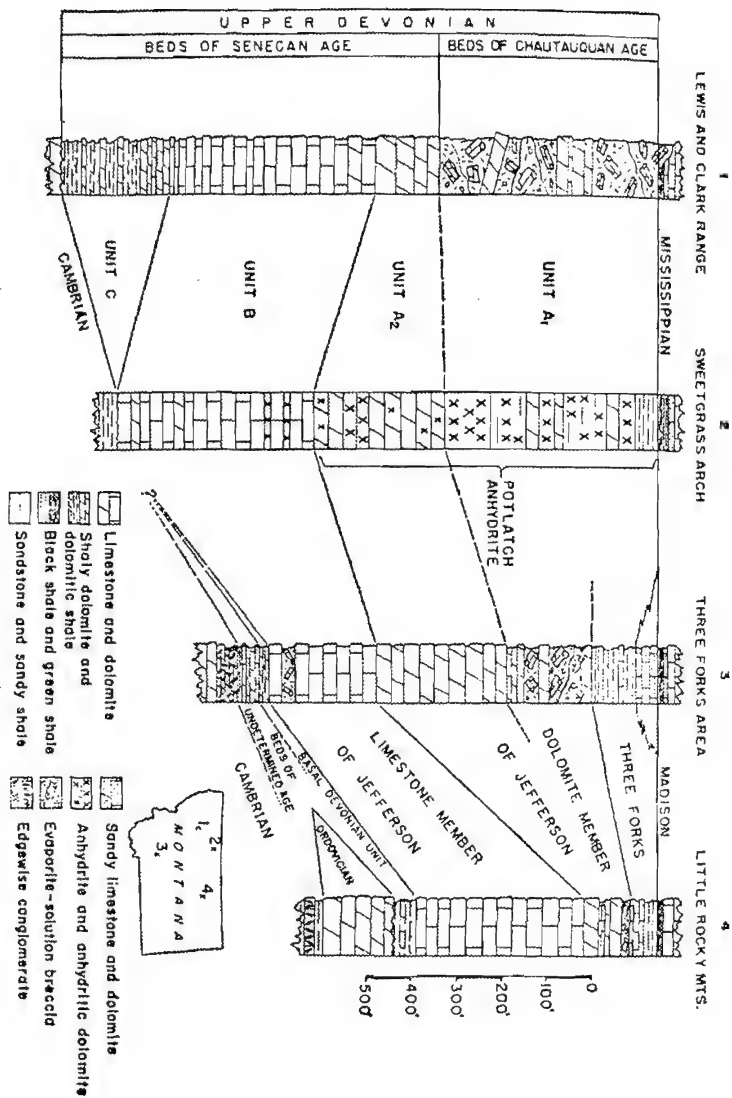 UPPER DEVONIAN
BEDS OF SENECAN AGE
BEDS OF CHAUTAUQUAN AGE
LEWIS AND CLARK RANGE
1
MISSISSIPPIAN
UNIT A1
UNIT A2
UNIT B
UNIT C
CAMBRIAN
SWEETGRASS ARCH
2
POTLATCH
ANHYDRITE
THREE FORKS AREA
3
MADISON
THREE FORKS
DOLOMITE MEMBER
OF JEFFERSON
LIMESTONE MEMBER
OF JEFFERSON
BASAL DEVONIAN UNIT
BEDS OF
UNDETERMINED AGE
CAMBRIAN
ORDOVICIAN
LITTLE ROCKY MTS.
4
0
100'
200'
300'
400'
500'
Limestone and dolomite
Shaly dolomite and
dolomitic shale
Black shale and green shale
Sandstone and sandy shale
Sandy limestone and dolomite
Anhydrite and anhydritic dolomite
Evaporite-solution breccia
Edgewise conglomerate
1x
2x
3x
4x
MONTANA